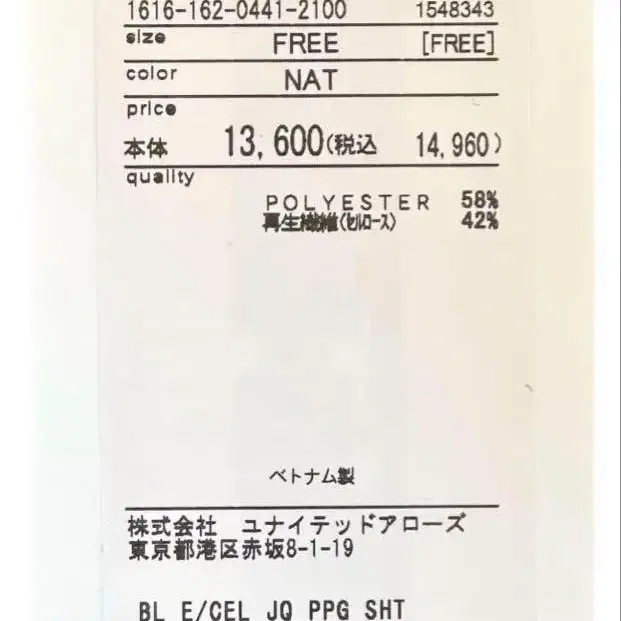 1616-162-0441-2100 1548343
size FREE [FREE]
color NAT
price
本体 13,600(税込 14,960)
quality
POLYESTER 58%
再生繊維(セルロース) 42%
ベトナム製
株式会社 ユナイテッドアローズ
東京都港区赤坂8-1-19
BL E/CEL JQ PPG SHT